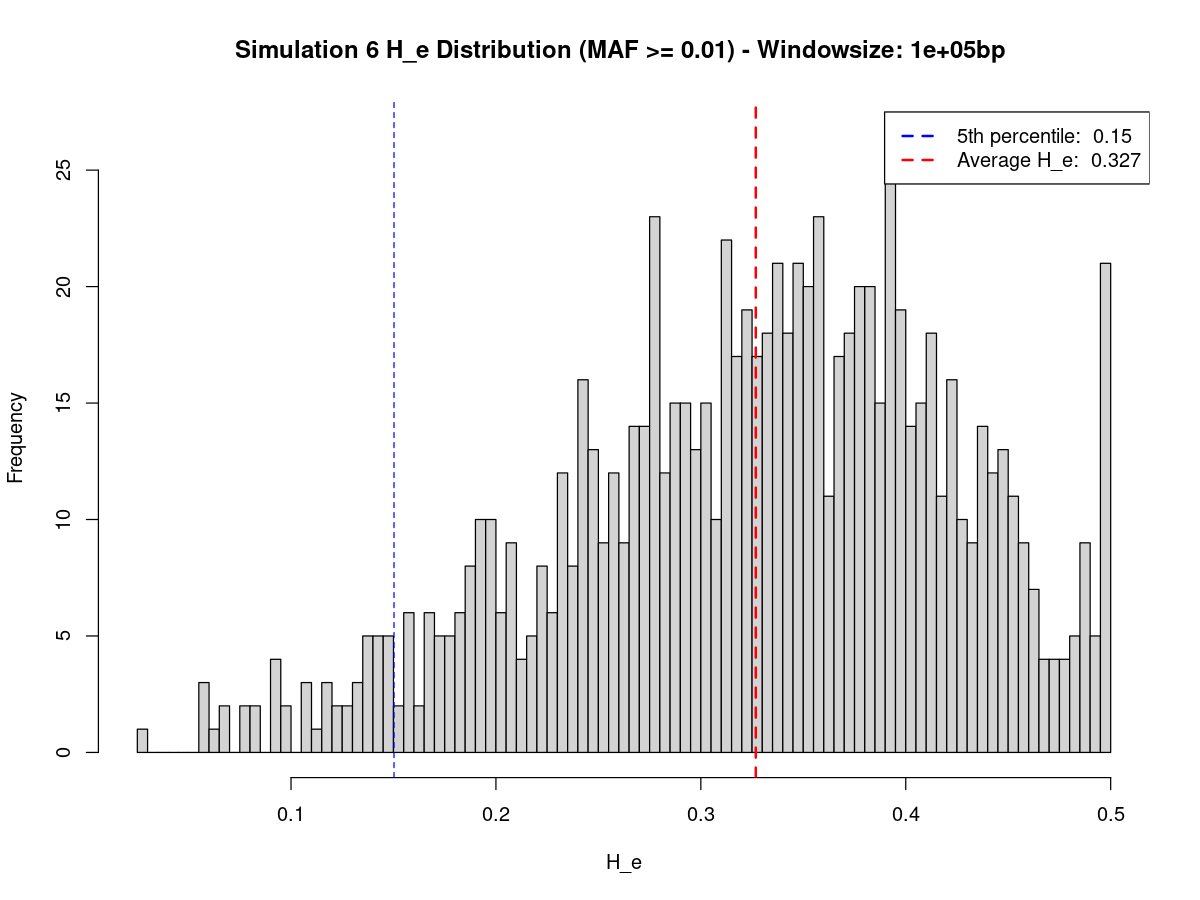 Simulation 6 H_e Distribution (MAF >= 0.01) - Windowsize: 1e+05bp
5th percentile:  0.15
Average H_e:  0.327
25
20
15
10
5
0
Frequency
0.1
0.2
0.3
0.4
0.5
H_e